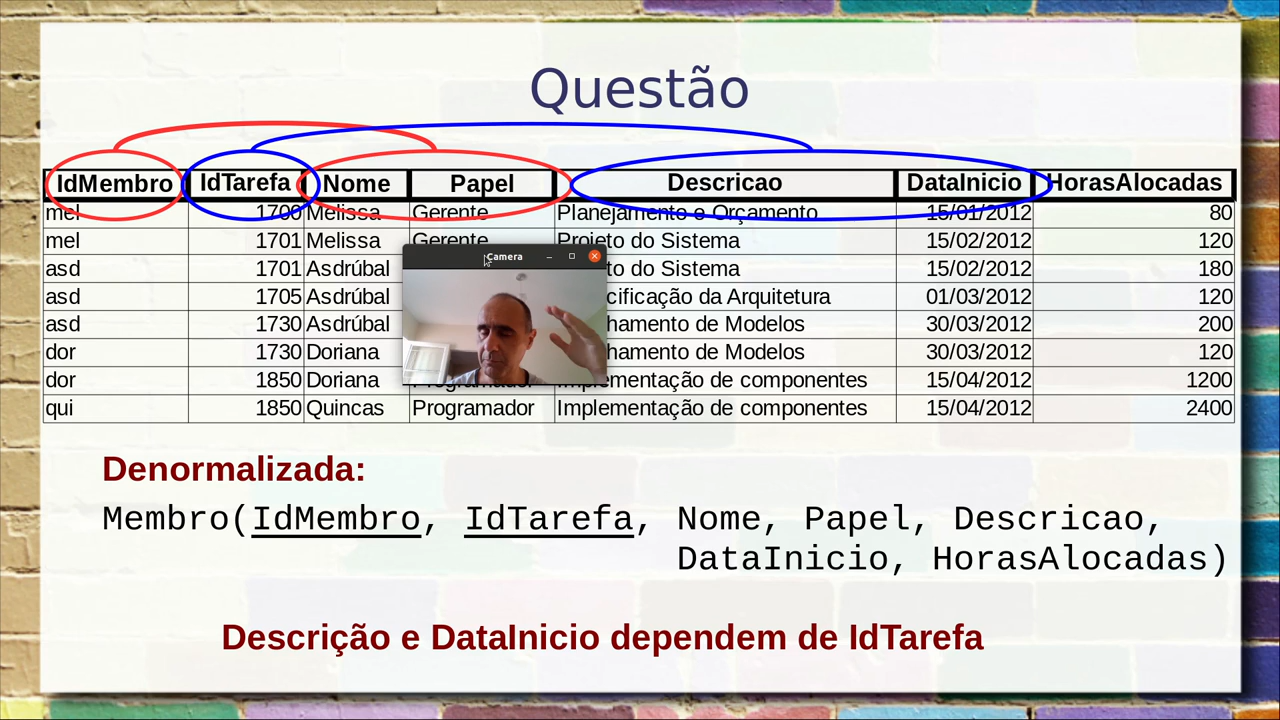 Questão
IdMembro IdTarefa Nome Papel Descricao DataInicio HorasAlocadas
mel 1700 Melissa Gerente Planejamento e Orçamento 15/01/2012 80
mel 1701 Melissa Gerente Projeto do Sistema 15/02/2012 120
Camera
asd 1701 Asdrúbal to do Sistema 15/02/2012 180
asd 1705 Asdrúbal cificação da Arquitetura 01/03/2012 120
asd 1730 Asdrúbal hamento de Modelos 30/03/2012 200
dor 1730 Doriana hamento de Modelos 30/03/2012 120
dor 1850 Doriana Programador Implementação de componentes 15/04/2012 1200
qui 1850 Quincas Programador Implementação de componentes 15/04/2012 2400
Denormalizada:
Membro(IdMembro, IdTarefa, Nome, Papel, Descricao,
DataInicio, HorasAlocadas)
Descrição e DataInicio dependem de IdTarefa